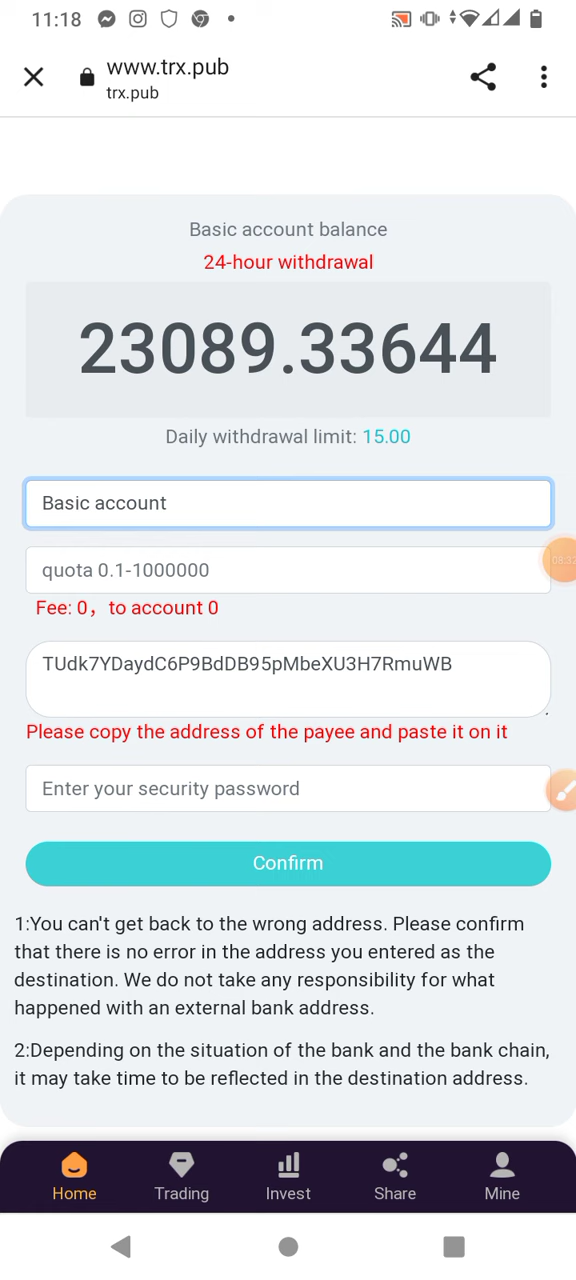 11:18
www.trx.pub
trx.pub
Basic account balance
24-hour withdrawal
23089.33644
Daily withdrawal limit: 15.00
Basic account
quota 0.1-1000000
Fee: 0，to account 0
TUdk7YDaydC6P9BdDB95pMbeXU3H7RmuWB
Please copy the address of the payee and paste it on it
Enter your security password
Confirm
1:You can't get back to the wrong address. Please confirm
that there is no error in the address you entered as the
destination. We do not take any responsibility for what
happened with an external bank address.
2:Depending on the situation of the bank and the bank chain,
it may take time to be reflected in the destination address.
Home Trading Invest Share Mine